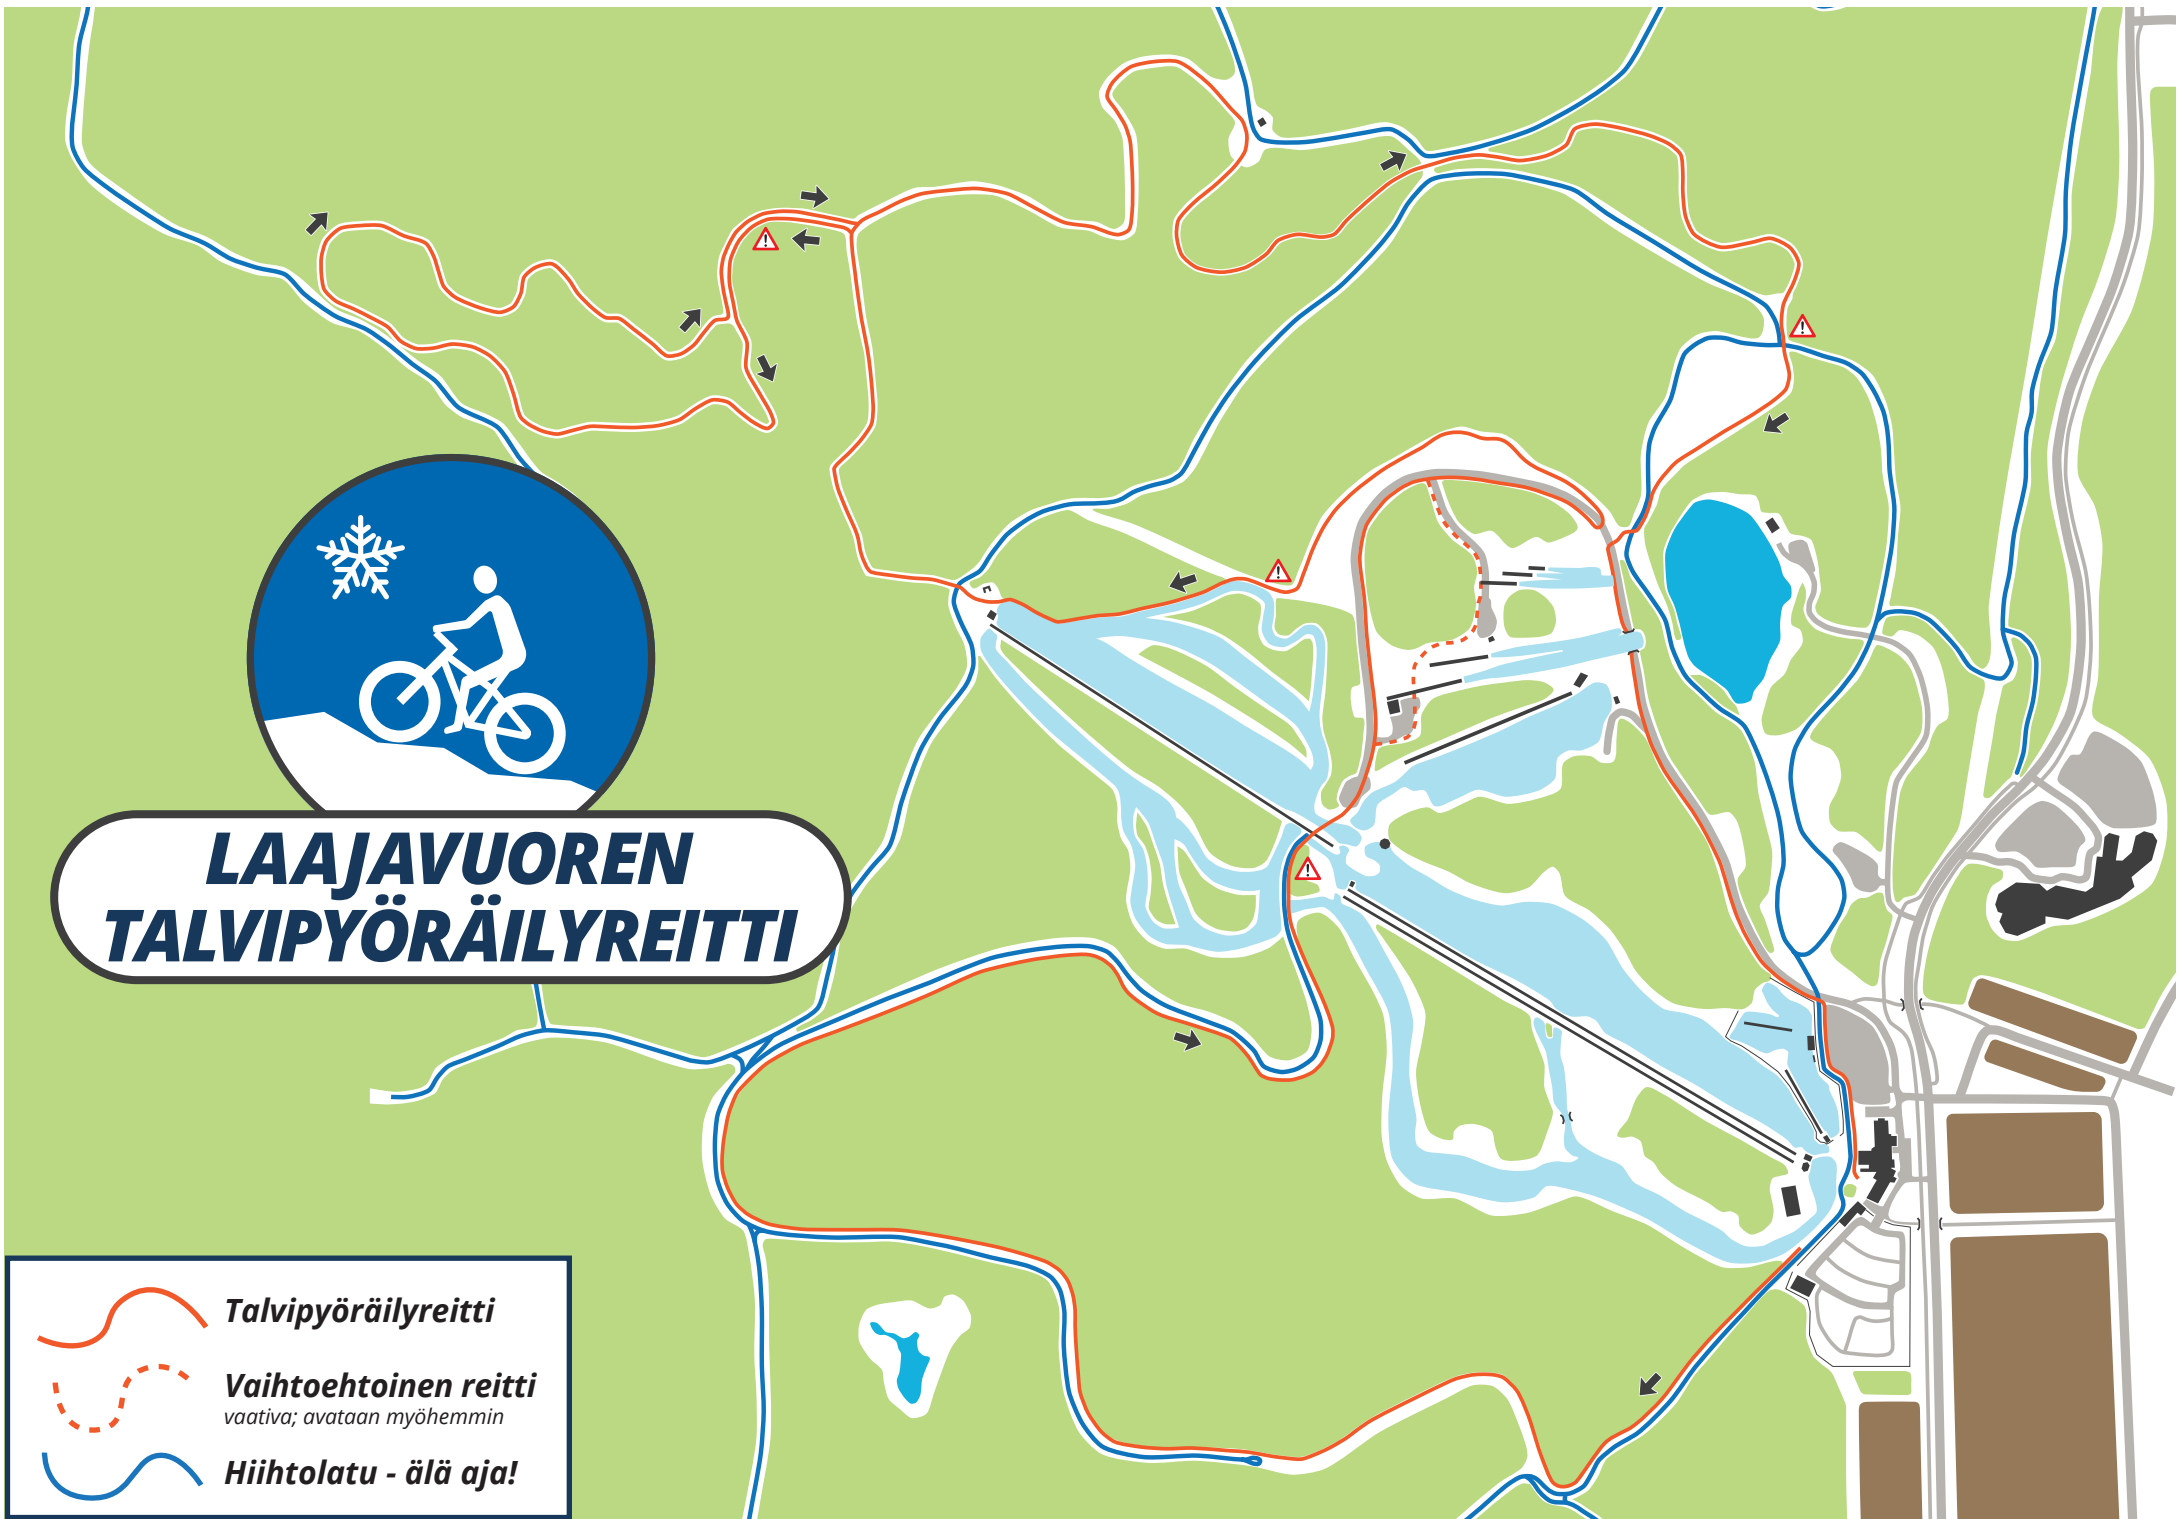 LAAJAVUOREN
TALVIPYÖRÄILYREITTI
Talvipyöräilyreitti
Vaihtoehtoinen reitti
vaativa; avataan myöhemmin
Hiihtolatu - älä aja!